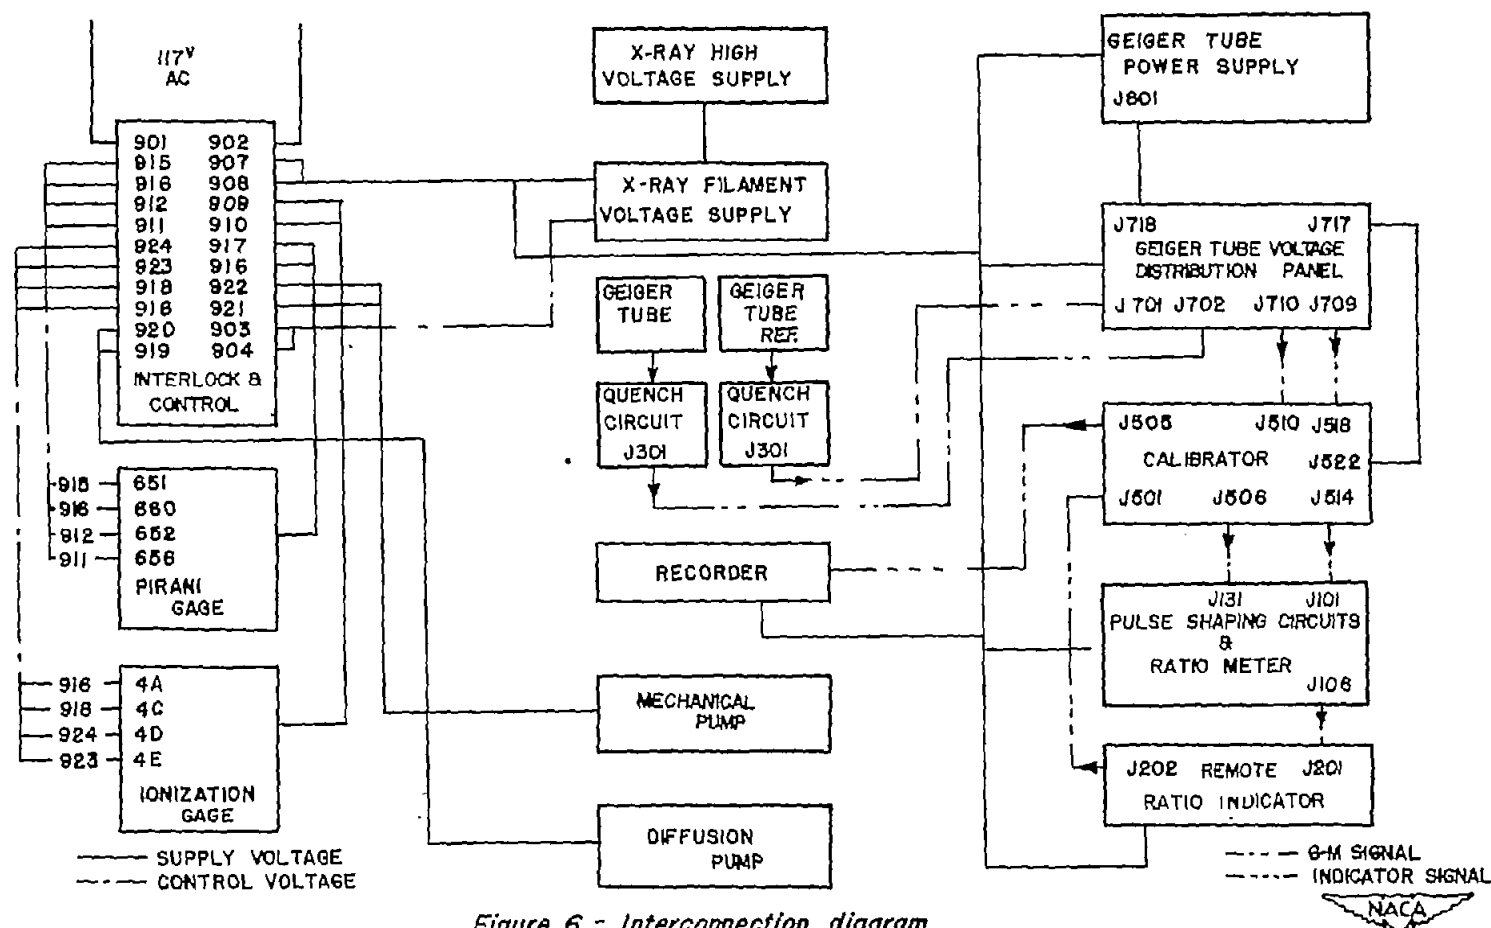 117V
AC
901 902
915 907
916 908
912 909
911 910
924 917
923 916
918 922
916 921
920 903
919 904
INTERLOCK &
CONTROL
915 651
916 660
912 652
911 656
PIRANI
GAGE
916 4A
918 4C
924 4D
923 4E
IONIZATION
GAGE
SUPPLY VOLTAGE
CONTROL VOLTAGE
X-RAY HIGH
VOLTAGE SUPPLY
X-RAY FILAMENT
VOLTAGE SUPPLY
GEIGER
TUBE
GEIGER
TUBE
REF.
QUENCH
CIRCUIT
J301
QUENCH
CIRCUIT
J301
RECORDER
MECHANICAL
PUMP
DIFFUSION
PUMP
GEIGER TUBE
POWER SUPPLY
J801
J718 J717
GEIGER TUBE VOLTAGE
DISTRIBUTION PANEL
J701 J702 J710 J709
J505 J510 J518
CALIBRATOR J522
J501 J506 J514
J131 J101
PULSE SHAPING CIRCUITS
&
RATIO METER
J106
J202 REMOTE J201
RATIO INDICATOR
G-M SIGNAL
INDICATOR SIGNAL
NACA
Figure 6 - Interconnection diagram